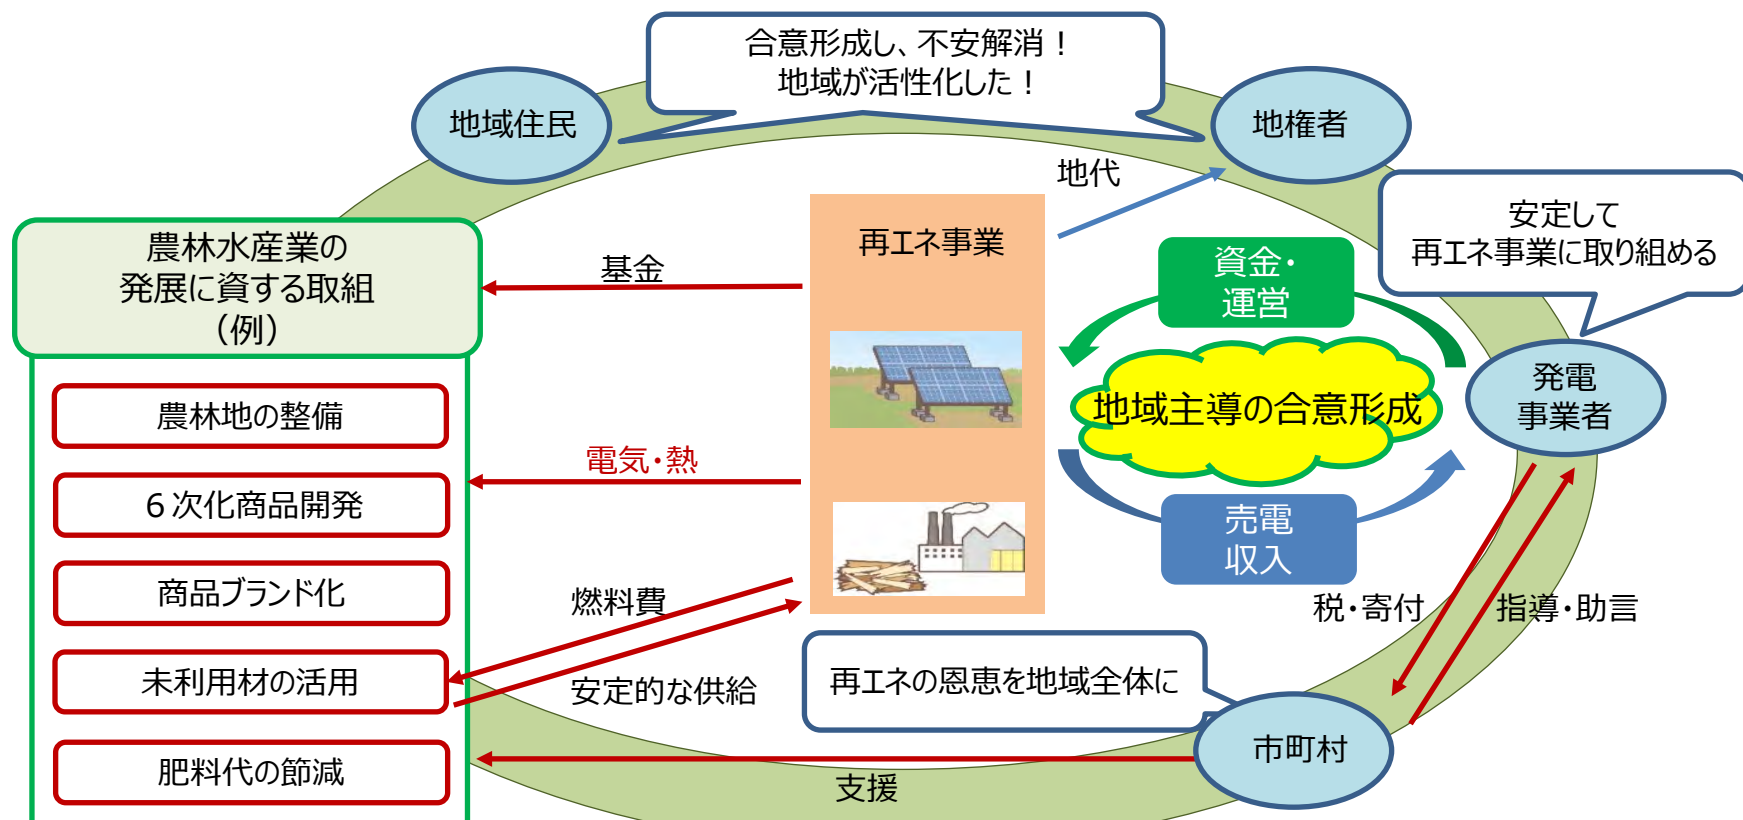 合意形成し、不安解消！
地域が活性化した！
地域住民
地権者
地代
安定して
再エネ事業に取り組める
農林水産業の
発展に資する取組
（例）
基金
再エネ事業
資金・
運営
発電
事業者
地域主導の合意形成
農林地の整備
電気・熱
６次化商品開発
売電
収入
商品ブランド化
燃料費
税・寄付
指導・助言
未利用材の活用
安定的な供給
再エネの恩恵を地域全体に
市町村
肥料代の節減
支援